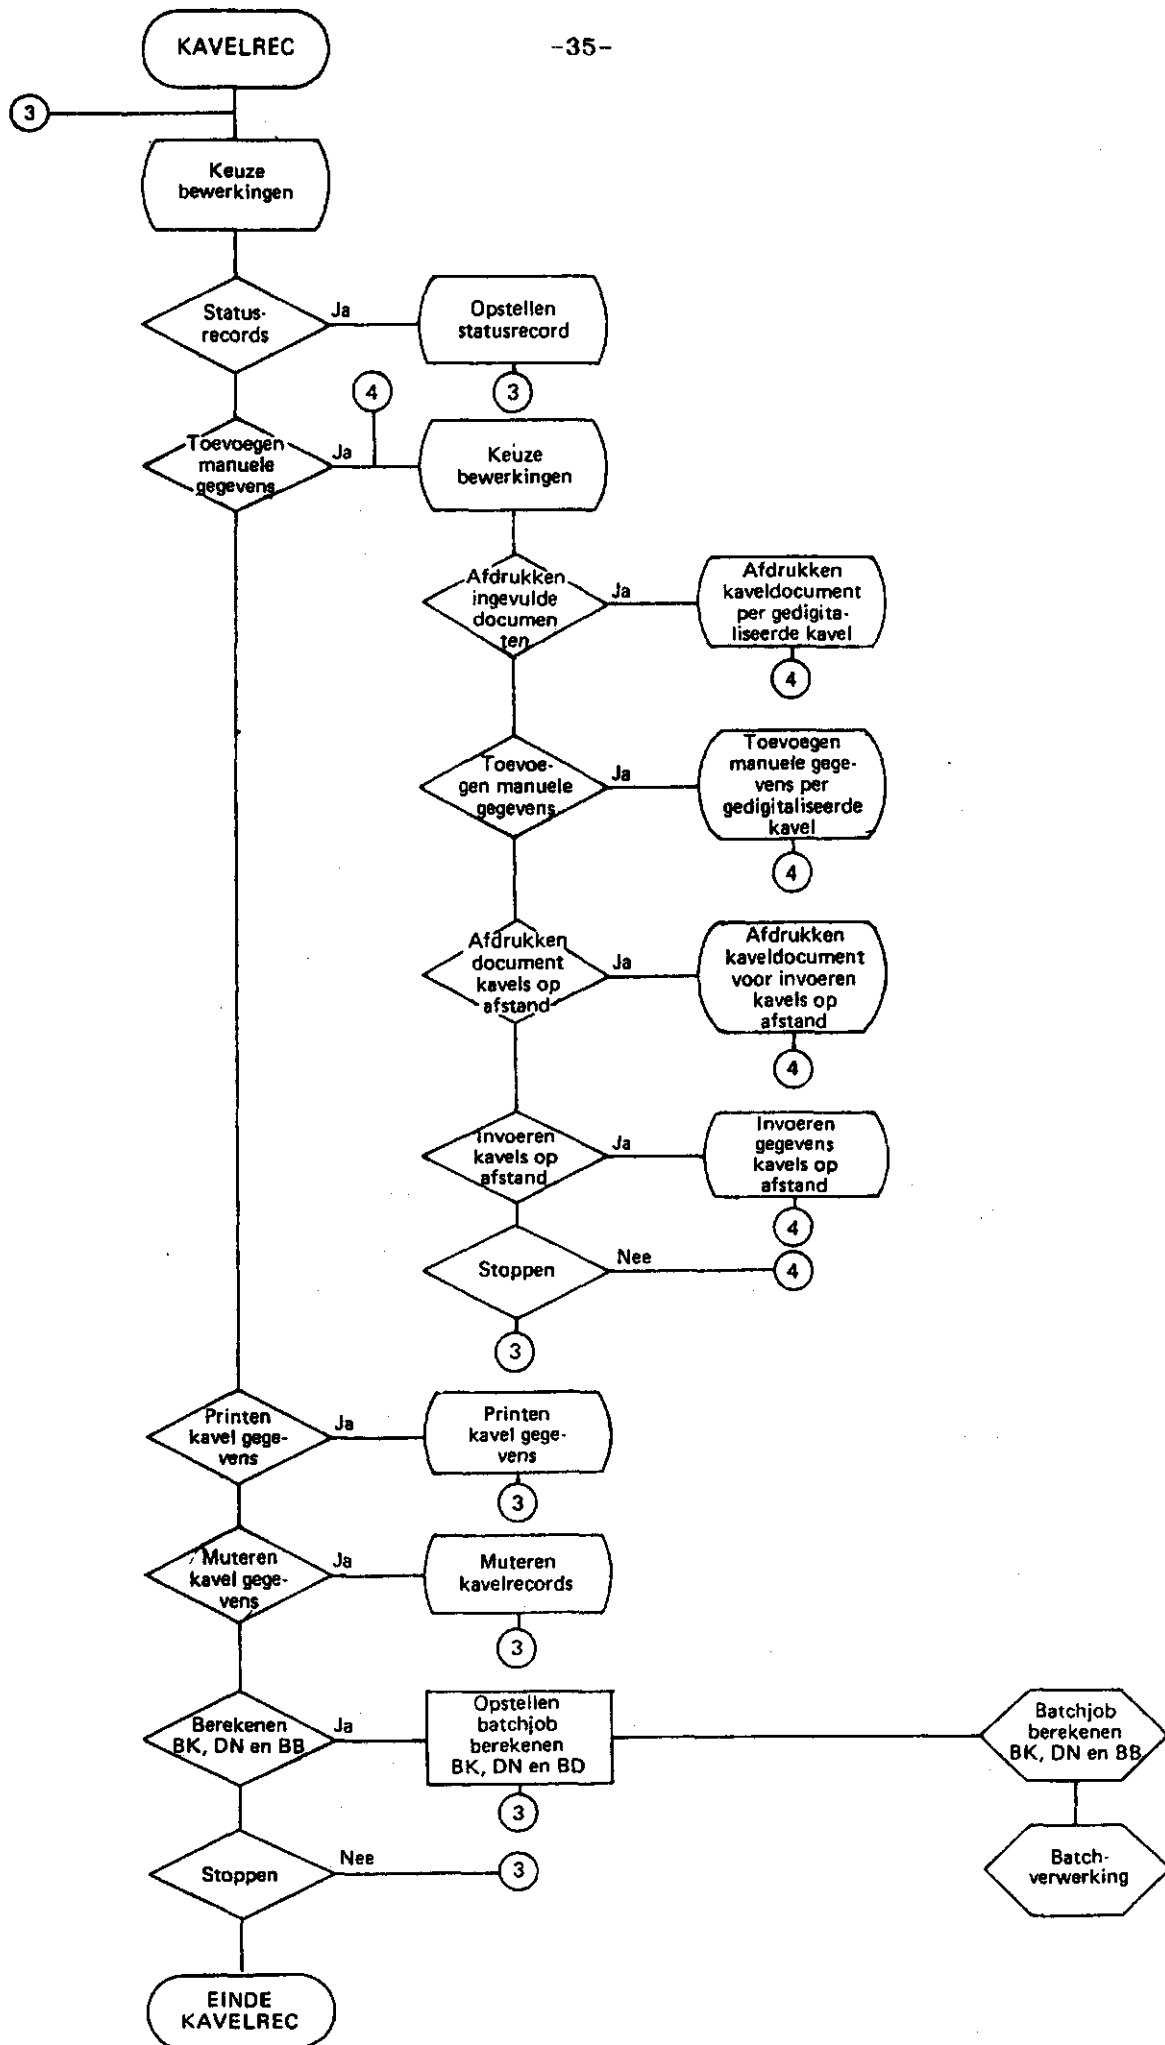 KAVELREC
-35-
3
Keuze
bewerkingen
Status-
records
Ja
Opstellen
statusrecord
3
4
Toevoegen
manuele
gegevens
Ja
Keuze
bewerkingen
Afdrukken
ingevulde
documen
ten
Ja
Afdrukken
kaveldocument
per gedigita-
liseerde kavel
4
Toevoe-
gen manuele
gegevens
Ja
Toevoegen
manuele gege-
vens per
gedigitaliseerde
kavel
4
Afdrukken
document
kavels op
afstand
Ja
Afdrukken
kaveldocument
voor invoeren
kavels op
afstand
4
Invoeren
kavels op
afstand
Ja
Invoeren
gegevens
kavels op
afstand
4
Stoppen
Nee
4
3
Printen
kavel gege-
vens
Ja
Printen
kavel gege-
vens
3
Muteren
kavel gege-
vens
Ja
Muteren
kavelrecords
3
Berekenen
BK, DN en BB
Ja
Opstellen
batchjob
berekenen
BK, DN en BD
3
Batchjob
berekenen
BK, DN en BB
Batch-
verwerking
Stoppen
Nee
3
EINDE
KAVELREC